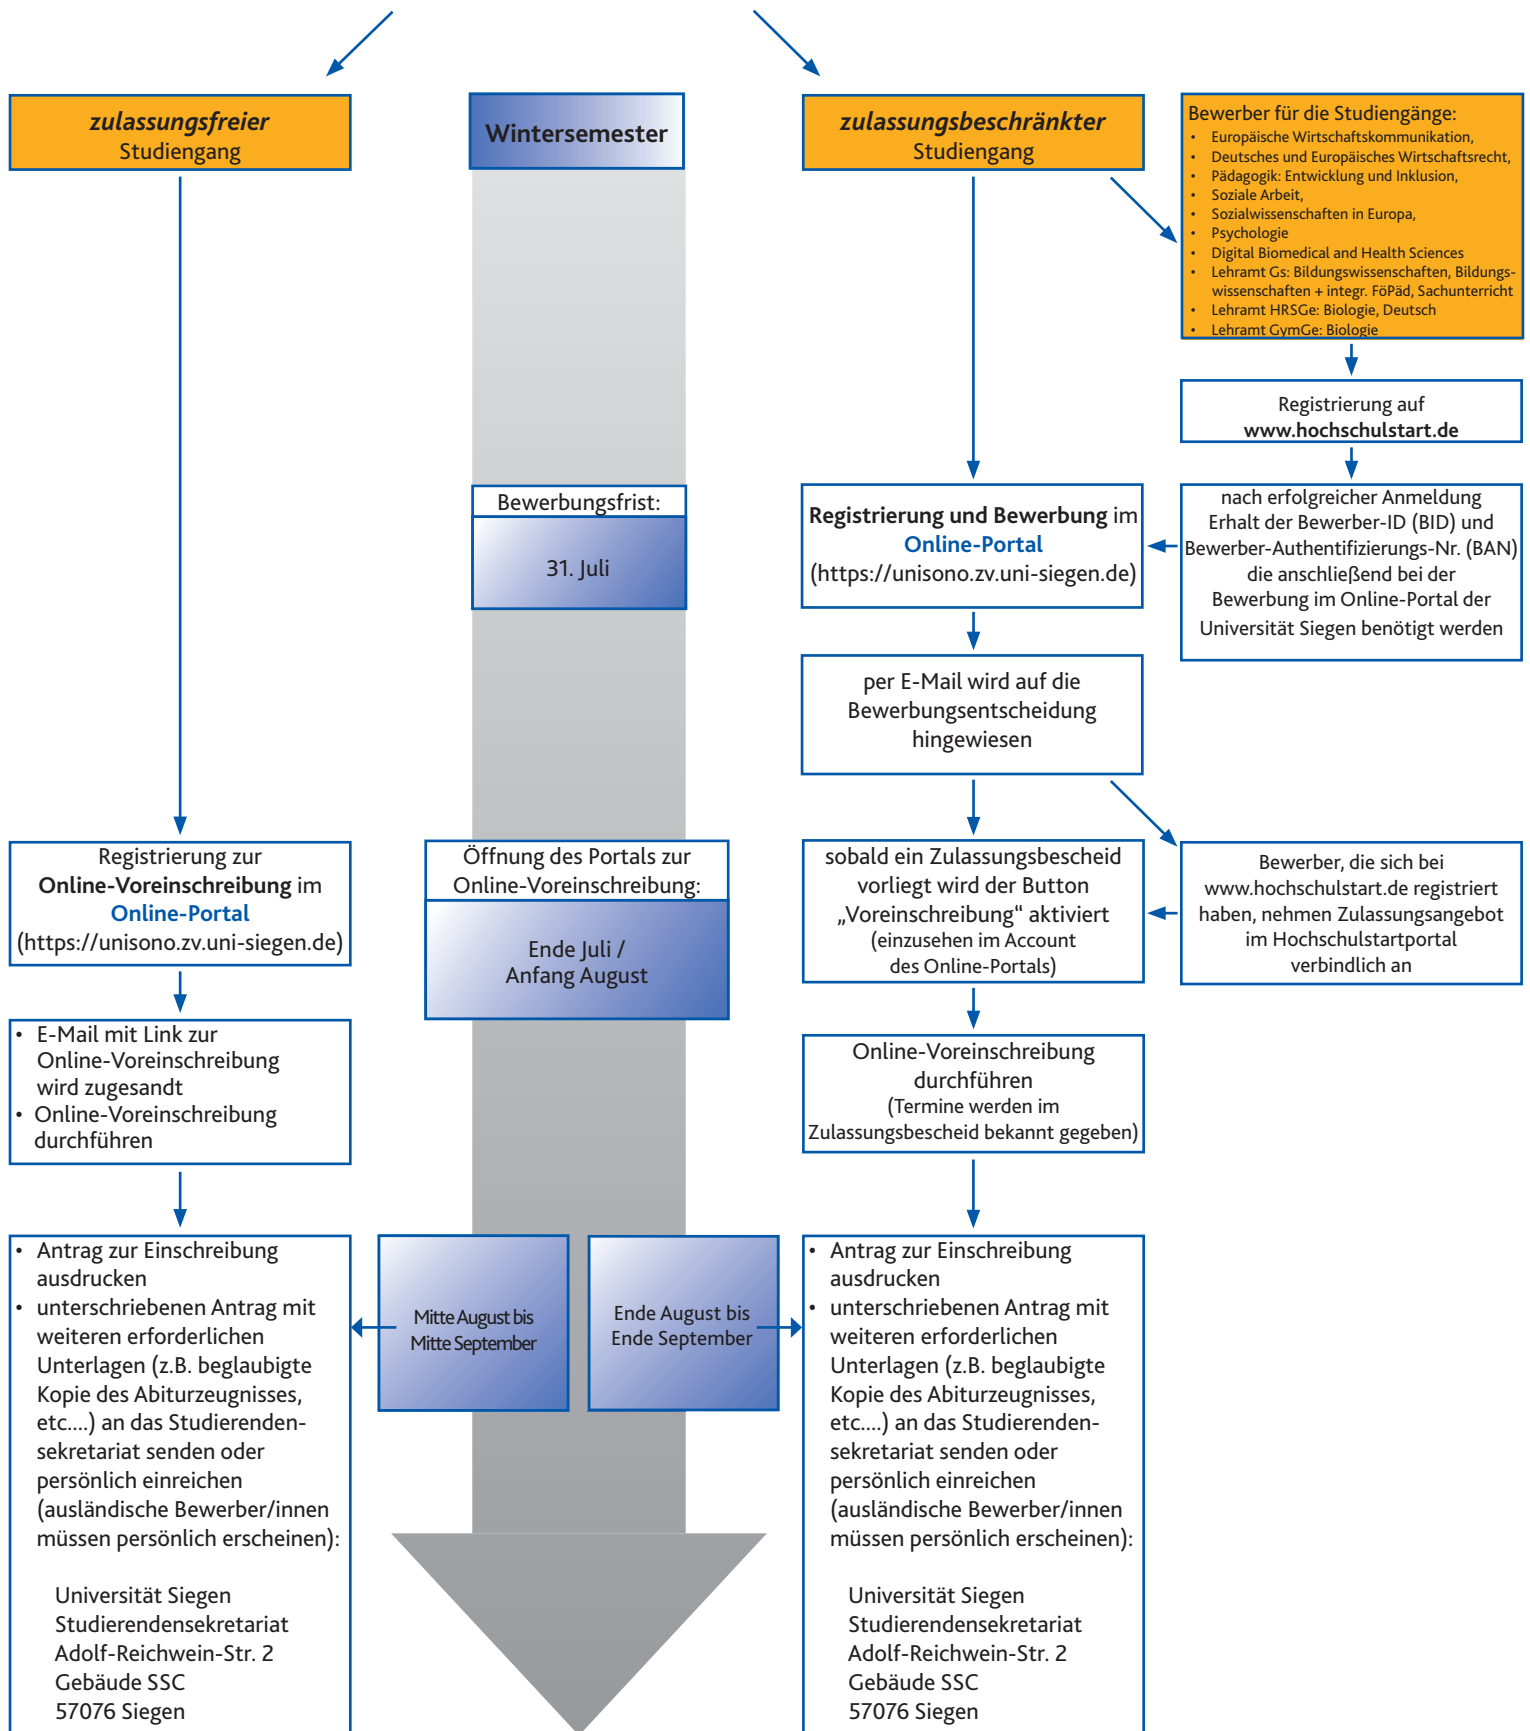 zulassungsfreier
Studiengang
Wintersemester
zulassungsbeschränkter
Studiengang
Bewerber für die Studiengänge:
• Europäische Wirtschaftskommunikation,
• Deutsches und Europäisches Wirtschaftsrecht,
• Pädagogik: Entwicklung und Inklusion,
• Soziale Arbeit,
• Sozialwissenschaften in Europa,
• Psychologie
• Digital Biomedical and Health Sciences
• Lehramt Gs: Bildungswissenschaften, Bildungs-
wissenschaften + integr. FöPäd, Sachunterricht
• Lehramt HRSGe: Biologie, Deutsch
• Lehramt GymGe: Biologie
Registrierung auf
www.hochschulstart.de
Bewerbungsfrist:
31. Juli
Registrierung und Bewerbung im
Online-Portal
(https://unisono.zv.uni-siegen.de)
nach erfolgreicher Anmeldung
Erhalt der Bewerber-ID (BID) und
Bewerber-Authentifizierungs-Nr. (BAN)
die anschließend bei der
Bewerbung im Online-Portal der
Universität Siegen benötigt werden
per E-Mail wird auf die
Bewerbungsentscheidung
hingewiesen
Registrierung zur
Online-Voreinschreibung im
Online-Portal
(https://unisono.zv.uni-siegen.de)
Öffnung des Portals zur
Online-Voreinschreibung:
Ende Juli /
Anfang August
sobald ein Zulassungsbescheid
vorliegt wird der Button
„Voreinschreibung“ aktiviert
(einzusehen im Account
des Online-Portals)
Bewerber, die sich bei
www.hochschulstart.de registriert
haben, nehmen Zulassungsangebot
im Hochschulstartportal
verbindlich an
• E-Mail mit Link zur
Online-Voreinschreibung
wird zugesandt
• Online-Voreinschreibung
durchführen
Online-Voreinschreibung
durchführen
(Termine werden im
Zulassungsbescheid bekannt gegeben)
• Antrag zur Einschreibung
ausdrucken
• unterschriebenen Antrag mit
weiteren erforderlichen
Unterlagen (z.B. beglaubigte
Kopie des Abiturzeugnisses,
etc....) an das Studierenden-
sekretariat senden oder
persönlich einreichen
(ausländische Bewerber/innen
müssen persönlich erscheinen):
Universität Siegen
Studierendensekretariat
Adolf-Reichwein-Str. 2
Gebäude SSC
57076 Siegen
Mitte August bis
Mitte September
Ende August bis
Ende September
• Antrag zur Einschreibung
ausdrucken
• unterschriebenen Antrag mit
weiteren erforderlichen
Unterlagen (z.B. beglaubigte
Kopie des Abiturzeugnisses,
etc....) an das Studierenden-
sekretariat senden oder
persönlich einreichen
(ausländische Bewerber/innen
müssen persönlich erscheinen):
Universität Siegen
Studierendensekretariat
Adolf-Reichwein-Str. 2
Gebäude SSC
57076 Siegen